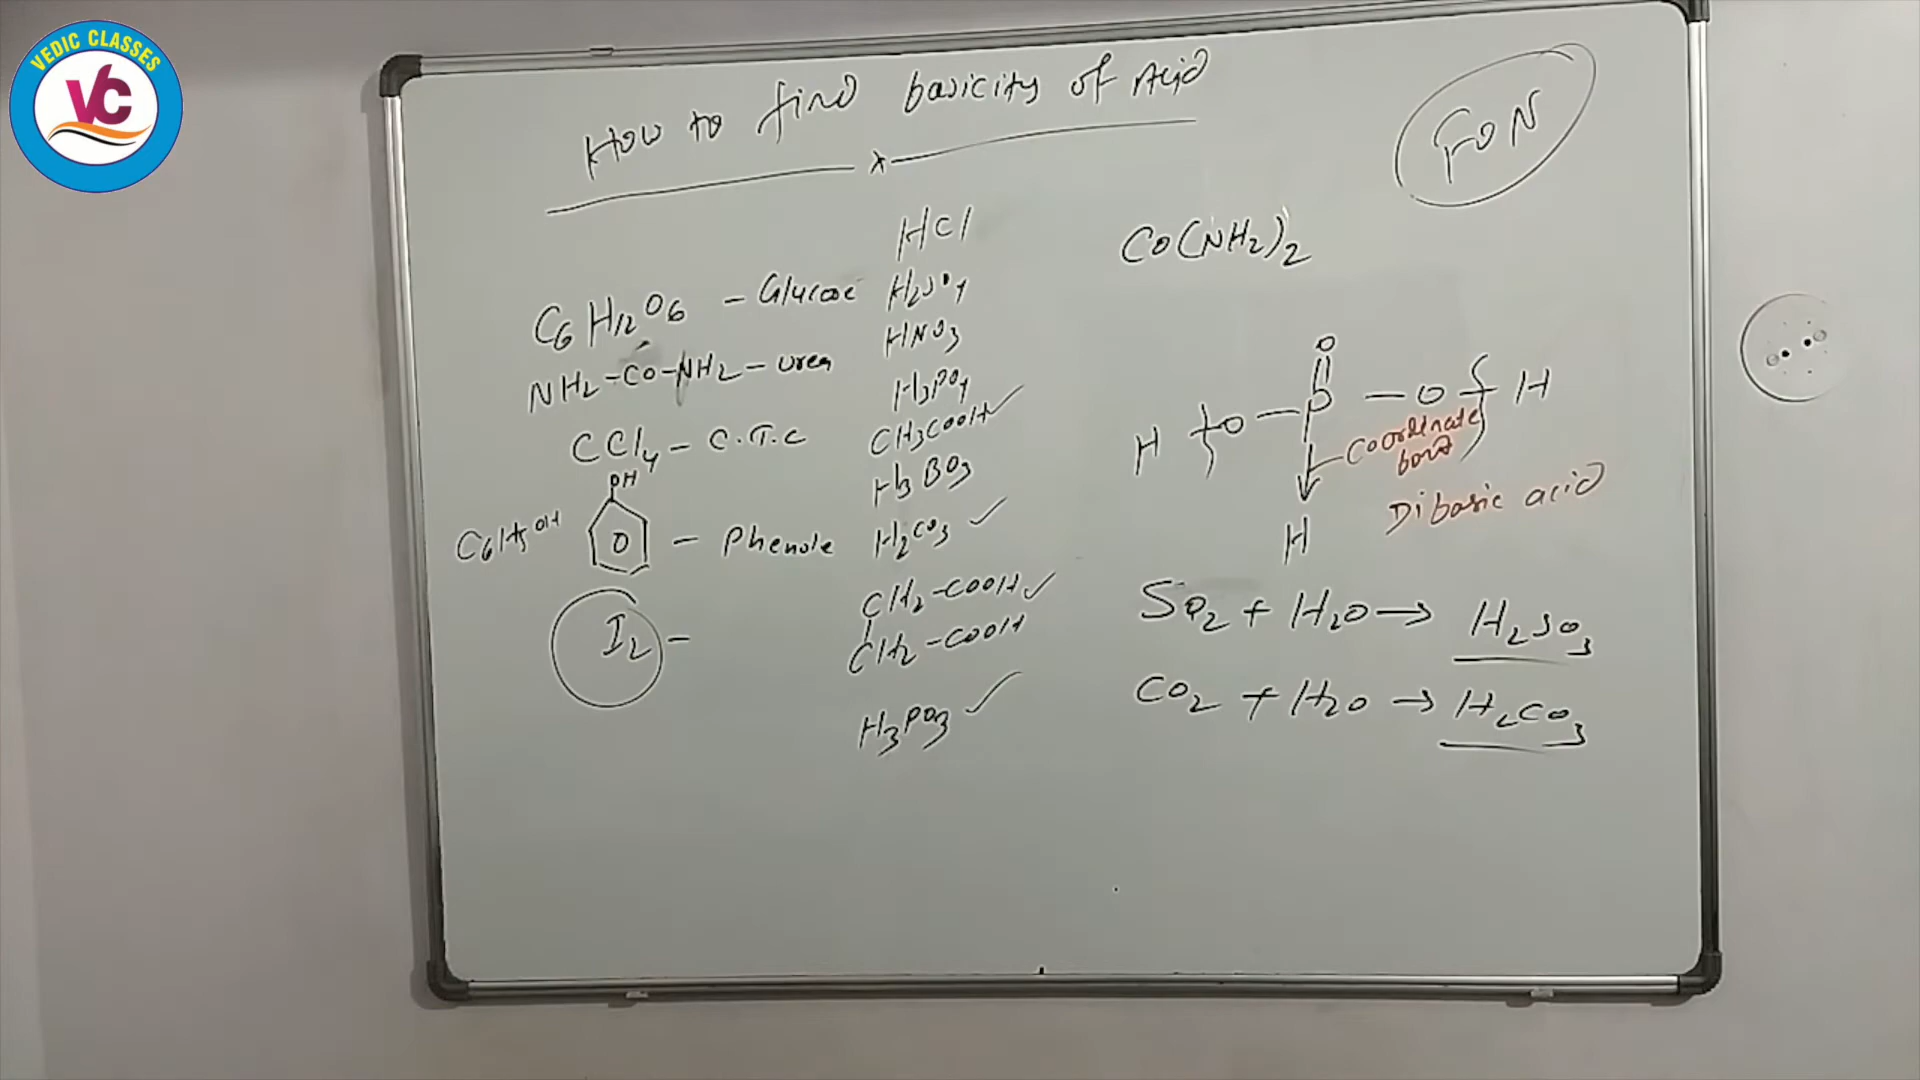 VEDIC CLASSES
VC
How to find basicity of Acid
x
FON
HCl
CO(NH2)2
C6H12O6 - Glucose
H2SO4
HNO3
NH2-CO-NH2 - Urea
H3PO4
CCl4 - C.T.C
CH3COOH ✓
H3BO3
OH
C6H5OH
O - Phenole
H2CO3 ✓
CH2-COOH ✓
CH2-COOH
I2 -
H3PO3 ✓
O
H O - P - O H
coordinate
bond
H
Dibasic acid
SO2 + H2O → H2SO3
CO2 + H2O → H2CO3